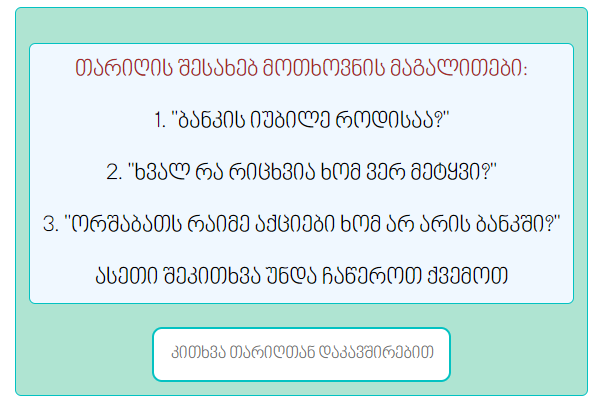 თარიღის შესახებ მოთხოვნის მაგალითები:
1. "ბანკის იუბილე როდისაა?"
2. "ხვალ რა რიცხვია ხომ ვერ მეტყვი?"
3. "ორშაბათს რაიმე აქციები ხომ არ არის ბანკში?"
ასეთი შეკითხვა უნდა ჩაწეროთ ქვემოთ
კითხვა თარიღთან დაკავშირებით